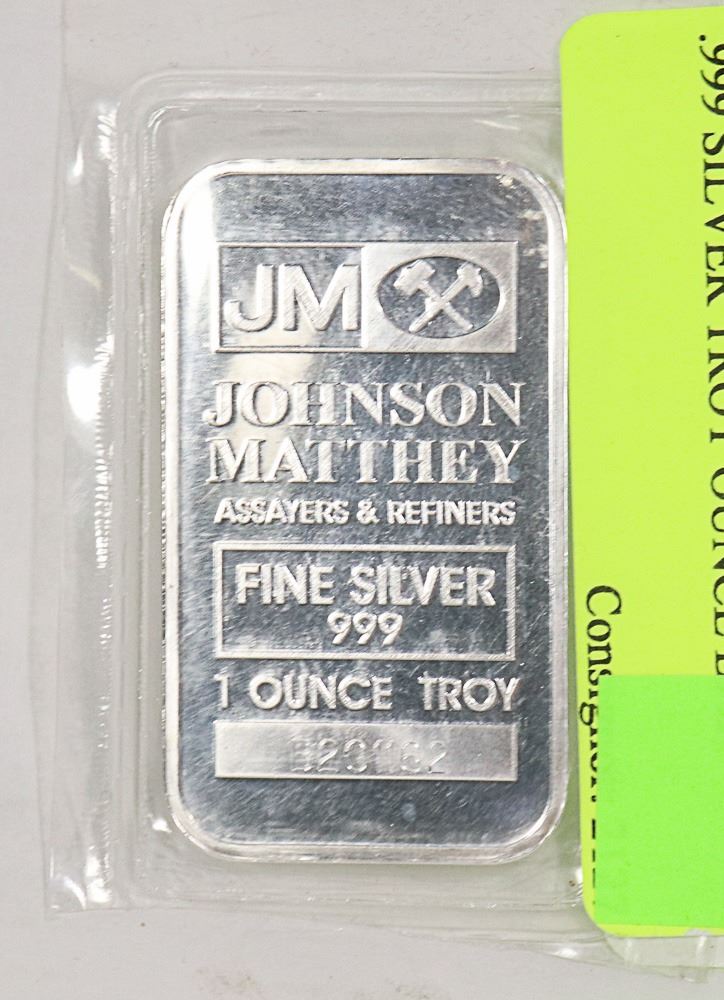 JM
JOHNSON
MATTHEY
ASSAYERS & REFINERS
FINE SILVER
999
1 OUNCE TROY
.999 SILVER TROY OUNCE